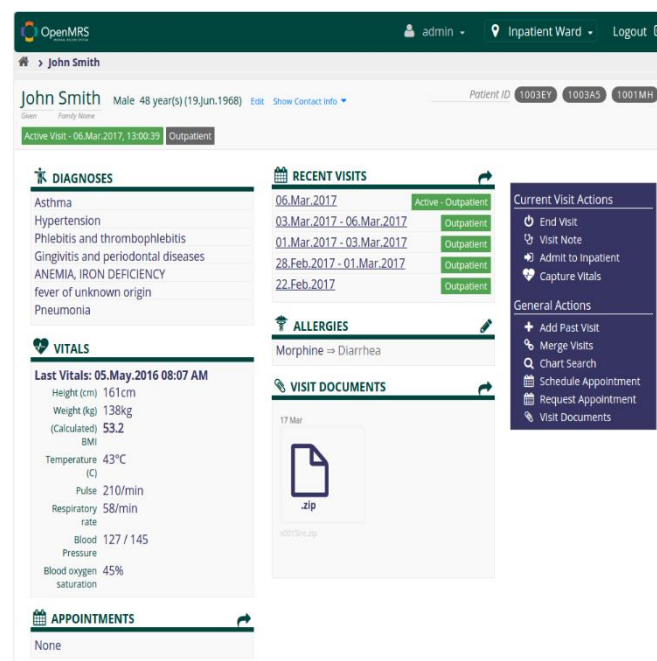 OpenMRS
admin
Inpatient Ward
Logout
John Smith
John Smith Male 48 year(s) (19.Jun.1968) Edit Show Contact Info
Given Family Name
Patient ID 1003EY 1003A5 1001MH
Active Visit - 06.Mar.2017, 13:00:39 Outpatient
DIAGNOSES
Asthma
Hypertension
Phlebitis and thrombophlebitis
Gingivitis and periodontal diseases
ANEMIA, IRON DEFICIENCY
fever of unknown origin
Pneumonia
VITALS
Last Vitals: 05.May.2016 08:07 AM
Height (cm) 161cm
Weight (kg) 138kg
(Calculated) 53.2
BMI
Temperature 43°C
(C)
Pulse 210/min
Respiratory 58/min
rate
Blood 127 / 145
Pressure
Blood oxygen 45%
saturation
APPOINTMENTS
None
RECENT VISITS
06.Mar.2017 Active - Outpatient
03.Mar.2017 - 06.Mar.2017 Outpatient
01.Mar.2017 - 03.Mar.2017 Outpatient
28.Feb.2017 - 01.Mar.2017 Outpatient
22.Feb.2017 Outpatient
ALLERGIES
Morphine ⇒ Diarrhea
VISIT DOCUMENTS
17 Mar
.zip
Current Visit Actions
End Visit
Visit Note
Admit to Inpatient
Capture Vitals
General Actions
Add Past Visit
Merge Visits
Chart Search
Schedule Appointment
Request Appointment
Visit Documents